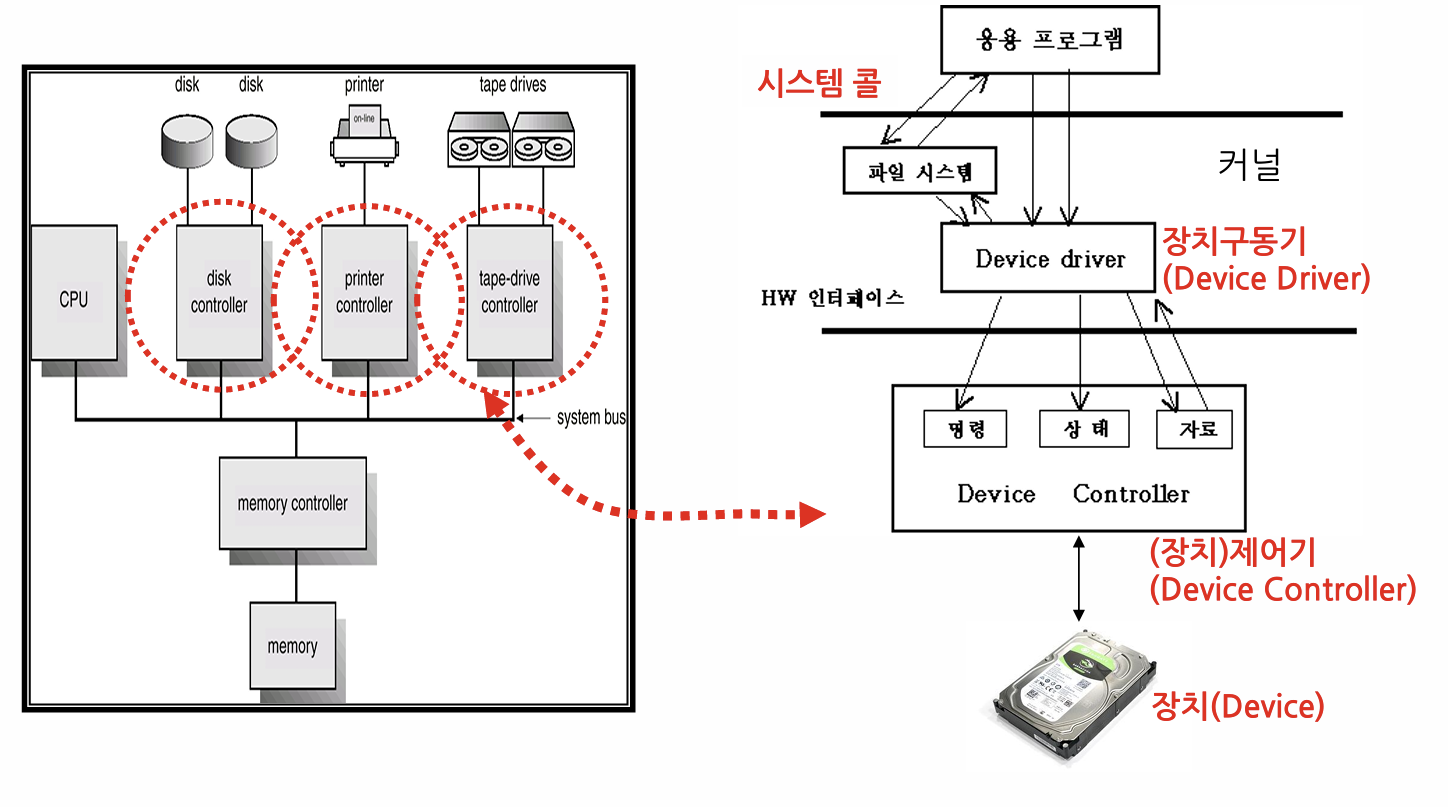 disk
disk
printer
tape drives
on-line
CPU
disk
controller
printer
controller
tape-drive
controller
system bus
memory controller
memory
응용 프로그램
시스템 콜
파일 시스템
커널
Device driver
장치구동기
(Device Driver)
HW 인터페이스
명령
상 태
자료
Device Controller
(장치)제어기
(Device Controller)
장치(Device)